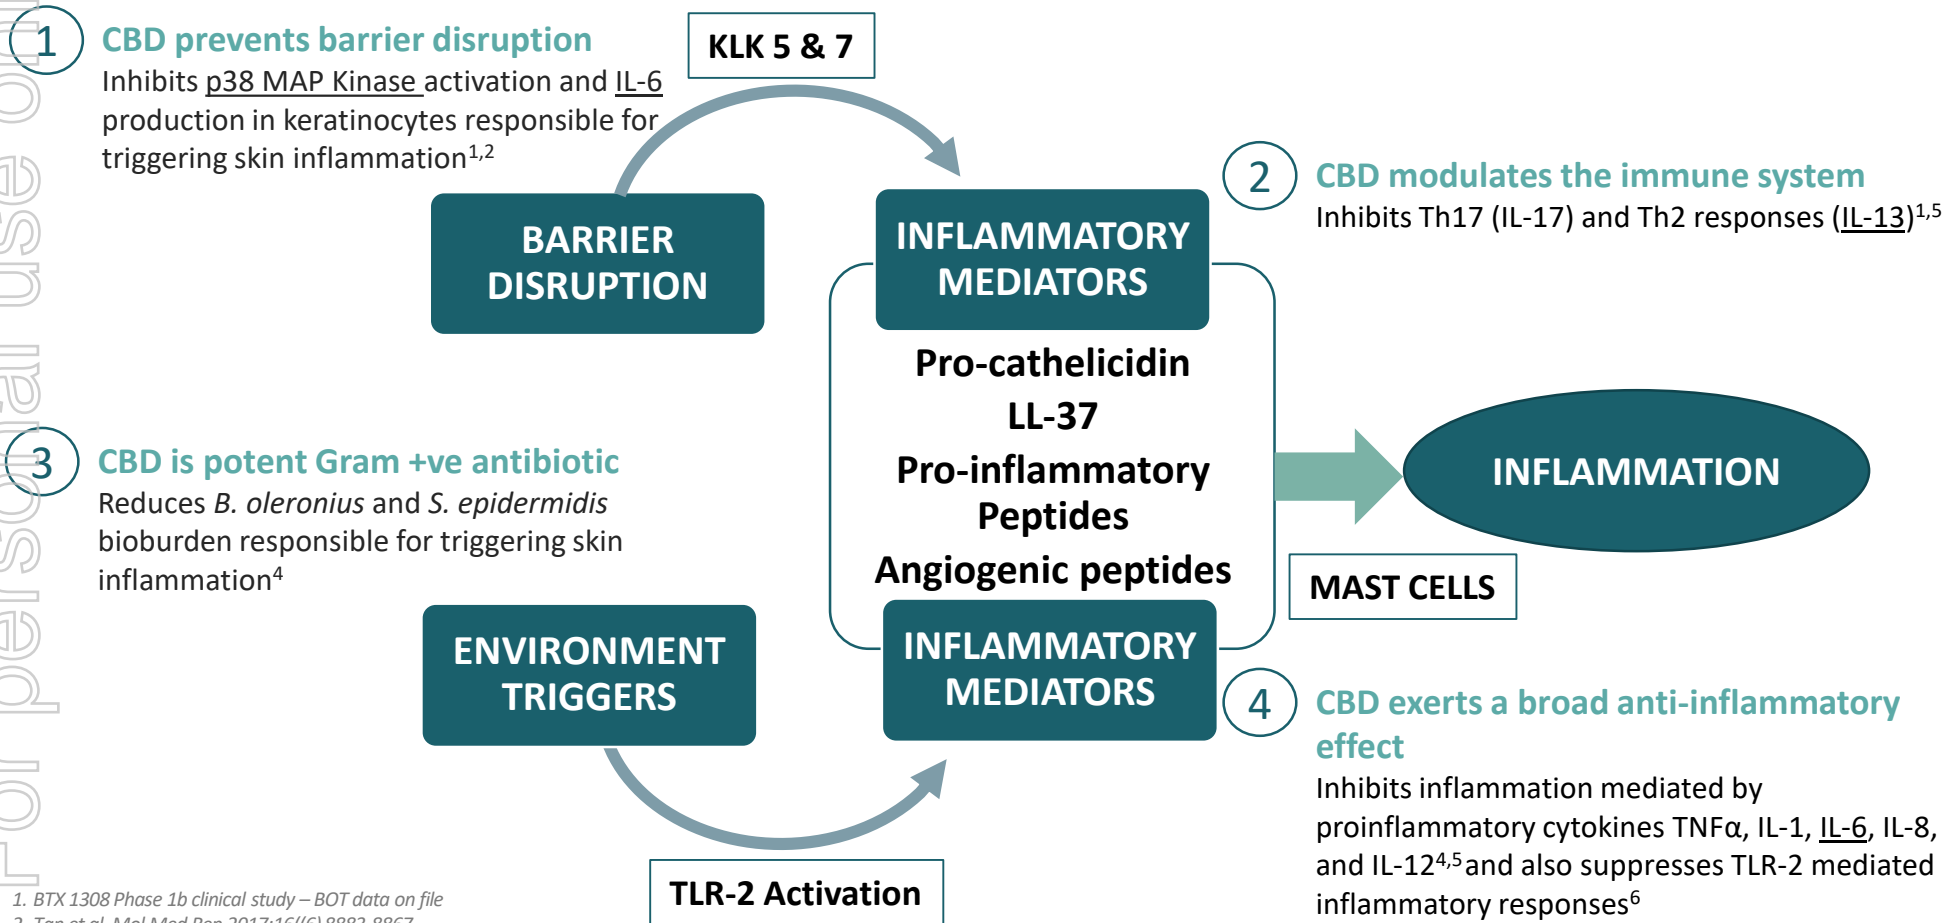 For personal use only
1
CBD prevents barrier disruption
Inhibits p38 MAP Kinase activation and IL-6
production in keratinocytes responsible for
triggering skin inflammation1,2
KLK 5 & 7
BARRIER
DISRUPTION
INFLAMMATORY
MEDIATORS
2
CBD modulates the immune system
Inhibits Th17 (IL-17) and Th2 responses (IL-13)1,5
Pro-cathelicidin
LL-37
Pro-inflammatory
Peptides
Angiogenic peptides
INFLAMMATION
MAST CELLS
3
CBD is potent Gram +ve antibiotic
Reduces B. oleronius and S. epidermidis
bioburden responsible for triggering skin
inflammation4
ENVIRONMENT
TRIGGERS
INFLAMMATORY
MEDIATORS
4
CBD exerts a broad anti-inflammatory
effect
Inhibits inflammation mediated by
proinflammatory cytokines TNFα, IL-1, IL-6, IL-8,
and IL-124,5 and also suppresses TLR-2 mediated
inflammatory responses6
TLR-2 Activation
1. BTX 1308 Phase 1b clinical study – BOT data on file